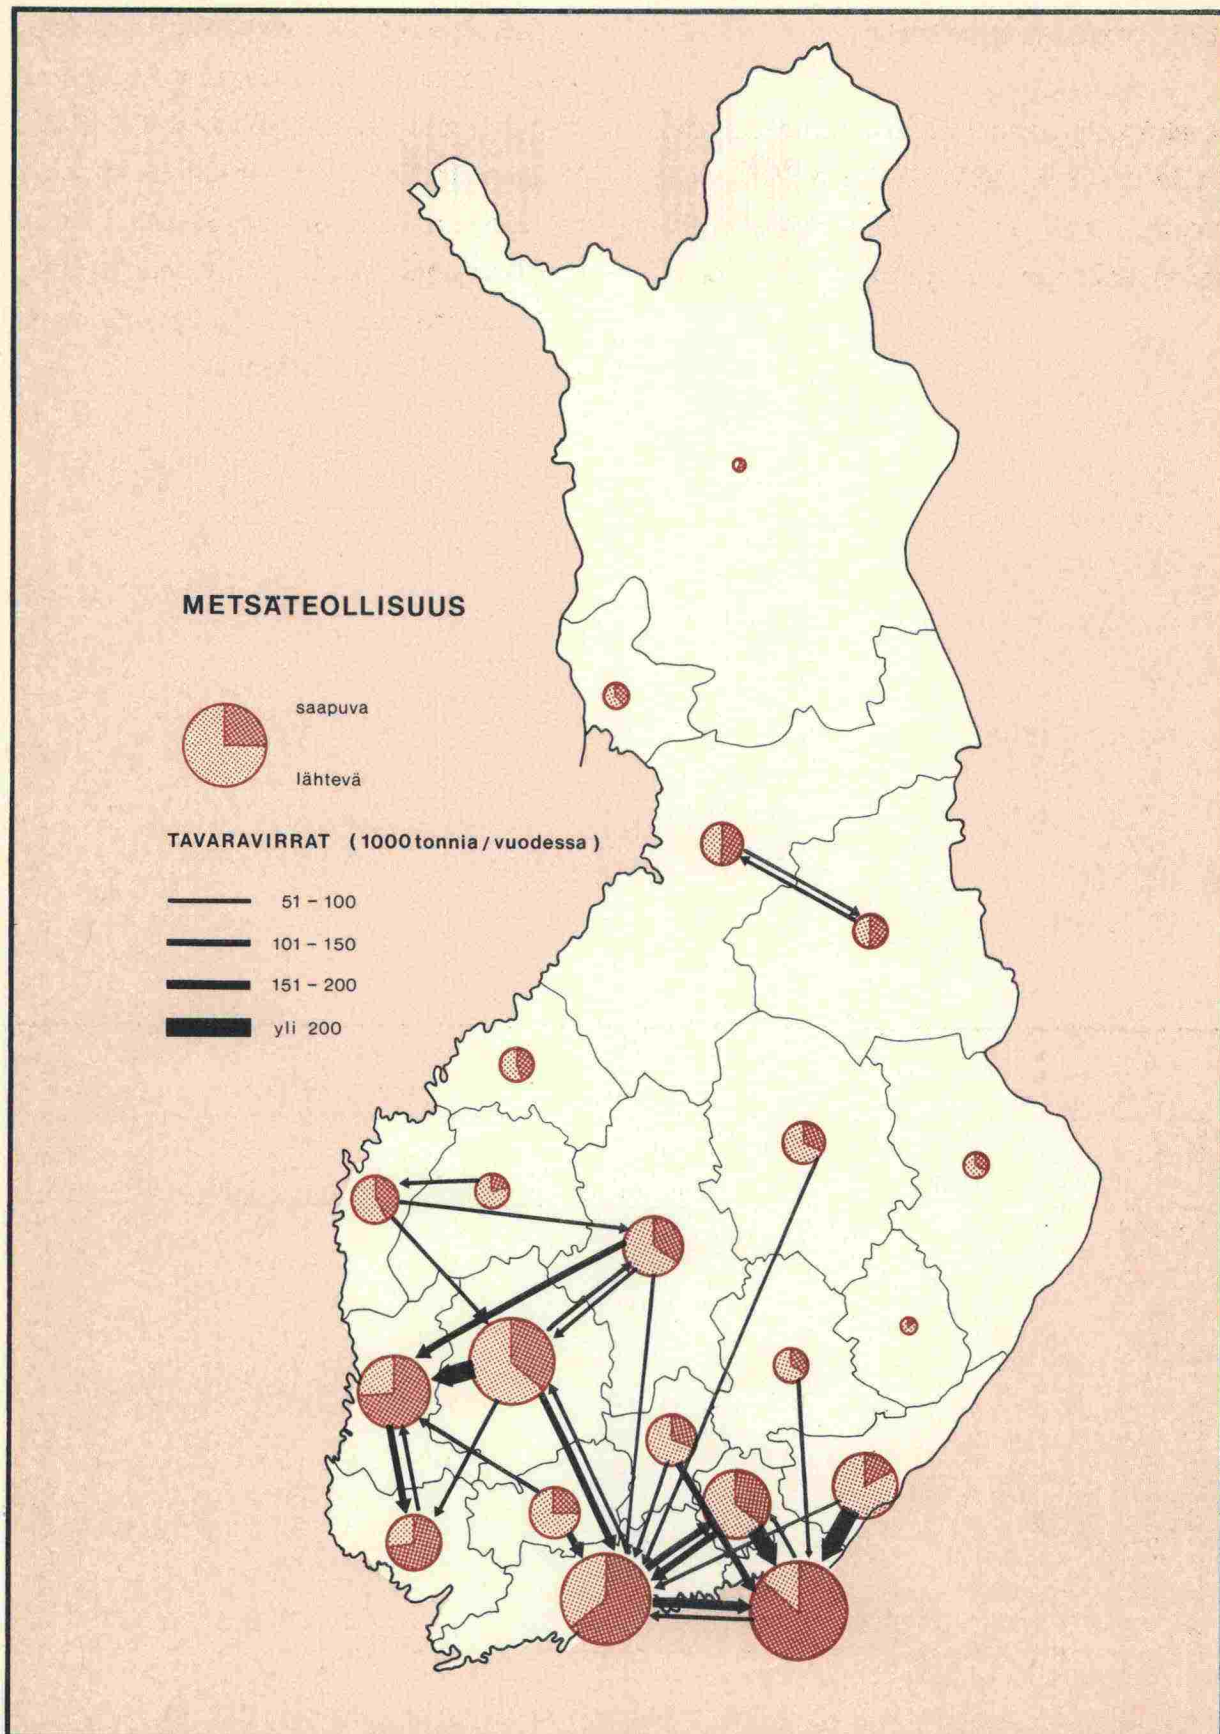 METSÄTEOLLISUUS
saapuva
lähtevä
TAVARAVIRRAT (1000 tonnia / vuodessa )
51 – 100
101 – 150
151 – 200
yli 200